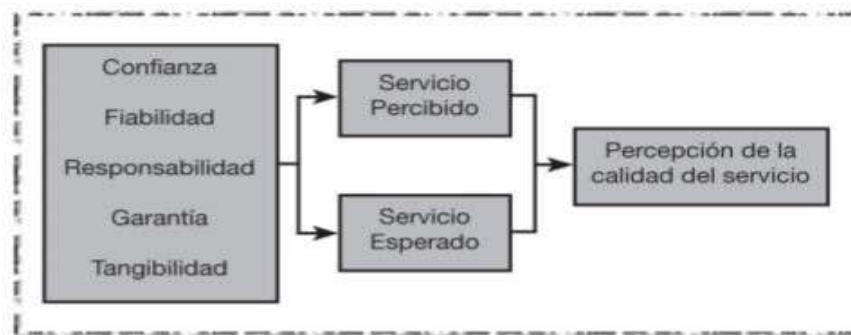 Confianza
Fiabilidad
Responsabilidad
Garantía
Tangibilidad
Servicio
Percibido
Servicio
Esperado
Percepción de la
calidad del servicio